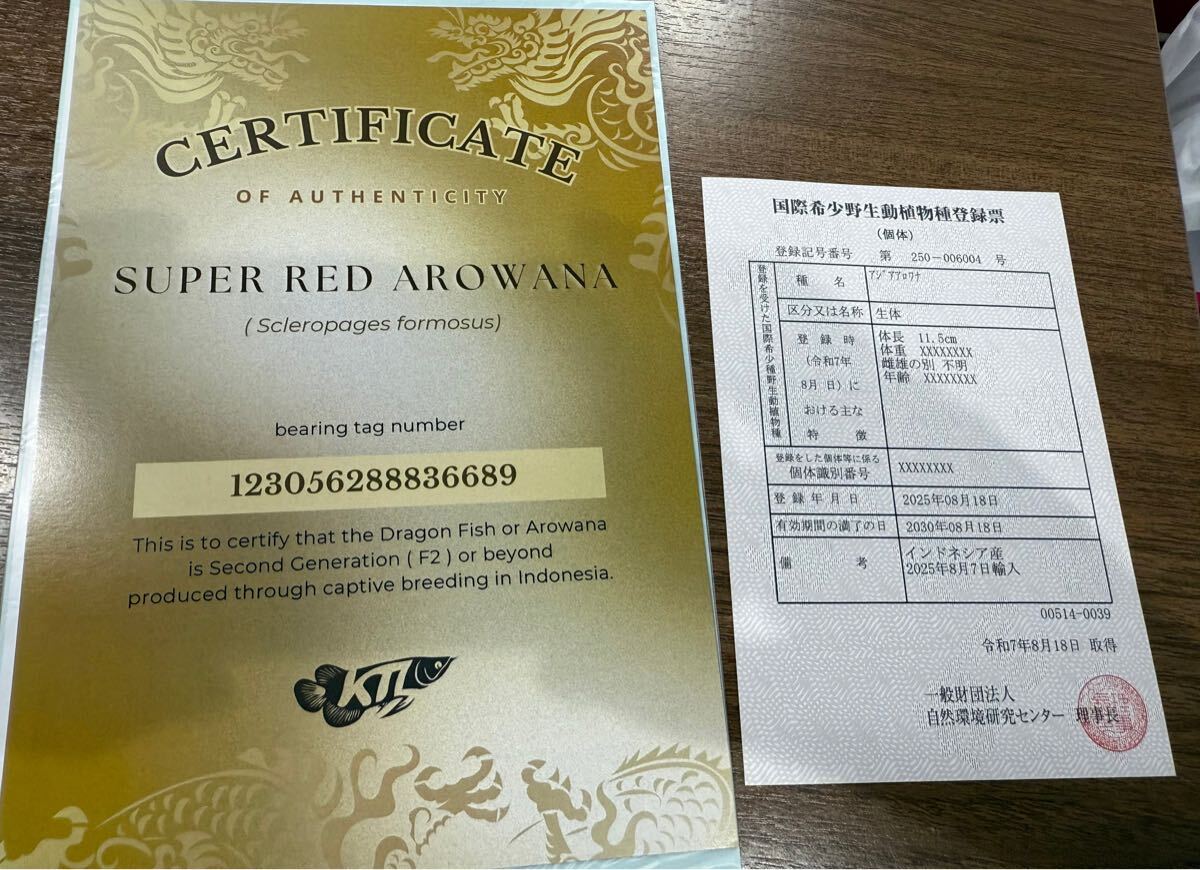 CERTIFICATE
OF AUTHENTICITY
SUPER RED AROWANA
( Scleropages formosus)
bearing tag number
123056288836689
This is to certify that the Dragon Fish or Arowana
is Second Generation ( F2 ) or beyond
produced through captive breeding in Indonesia.
国際希少野生動植物種登録票
(個体)
登録記号番号 第 250-006004 号
登録を受けた国際希少野生動植物種
種 名 アジアアロワナ
区分又は名称 生体
登 録 時
(令和7年
8月 日) に
おける主な
特 徴
体長 11.5cm
体重 XXXXXXXX
雌雄の別 不明
年齢 XXXXXXXX
登録をした個体等に係る
個体識別番号 XXXXXXXX
登 録 年 月 日 2025年08月18日
有効期間の満了の日 2030年08月18日
備 考 インドネシア産
2025年8月7日輸入
00514-0039
令和7年8月18日 取得
一般財団法人
自然環境研究センター 理事長